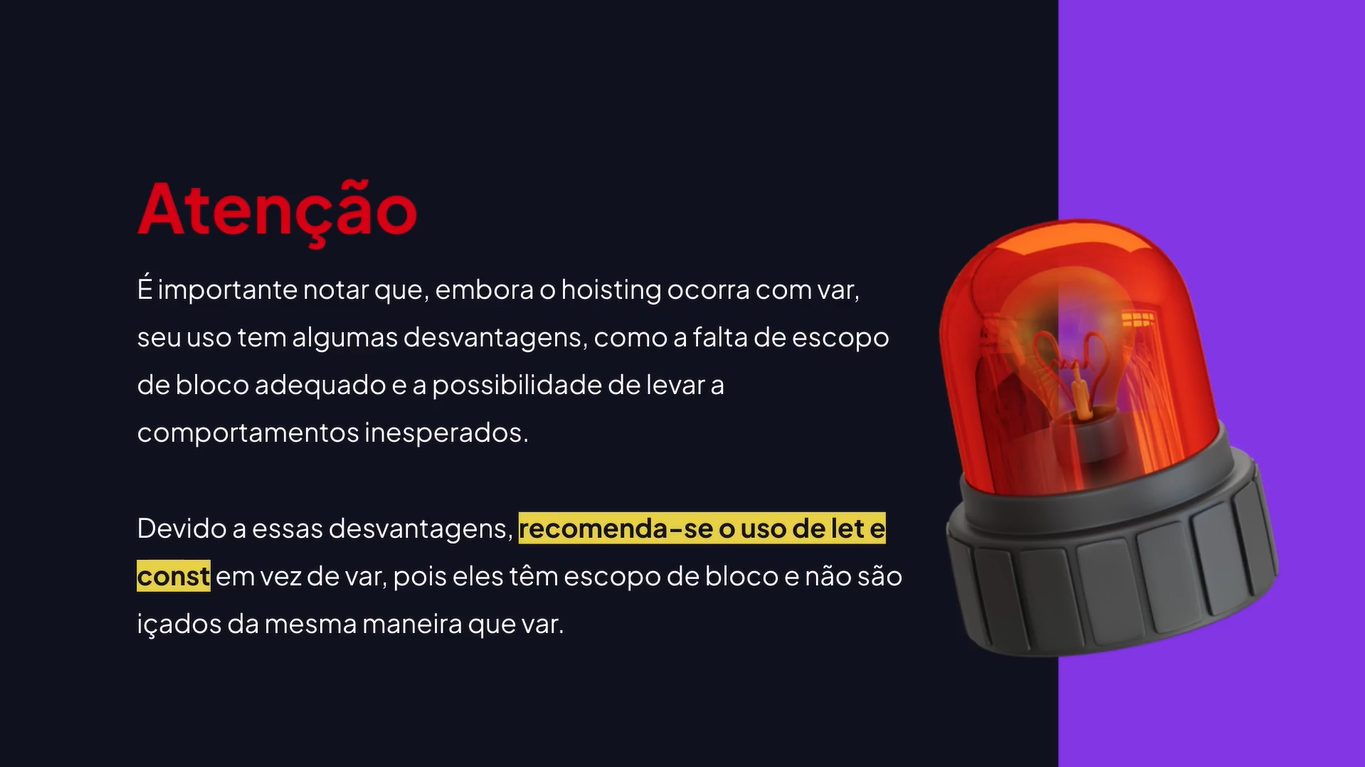 Atenção
É importante notar que, embora o hoisting ocorra com var,
seu uso tem algumas desvantagens, como a falta de escopo
de bloco adequado e a possibilidade de levar a
comportamentos inesperados.
Devido a essas desvantagens, recomenda-se o uso de let e
const em vez de var, pois eles têm escopo de bloco e não são
içados da mesma maneira que var.